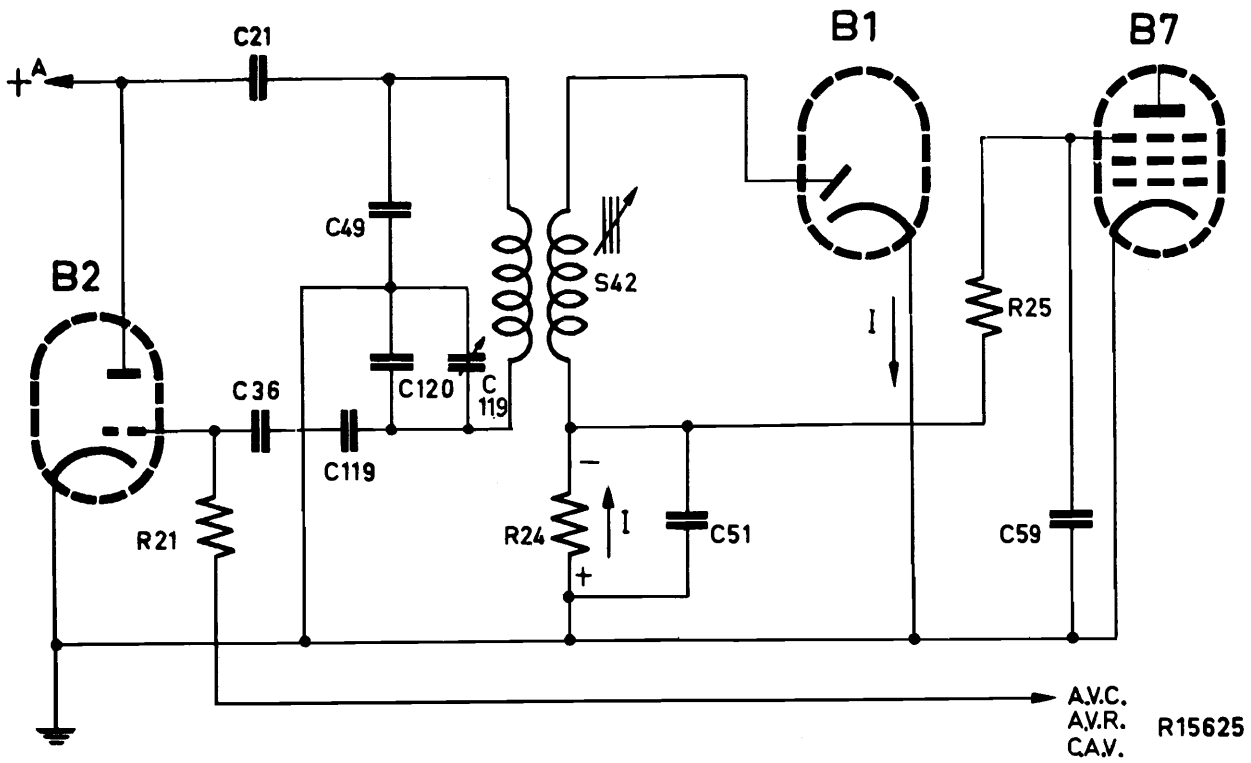 B1
B7
C21
+A
C49
S42
B2
I
R25
C36
C120
C
119
C119
R21
−
R24
I
C51
C59
+
A.V.C.
A.V.R.
C.A.V.
R15625